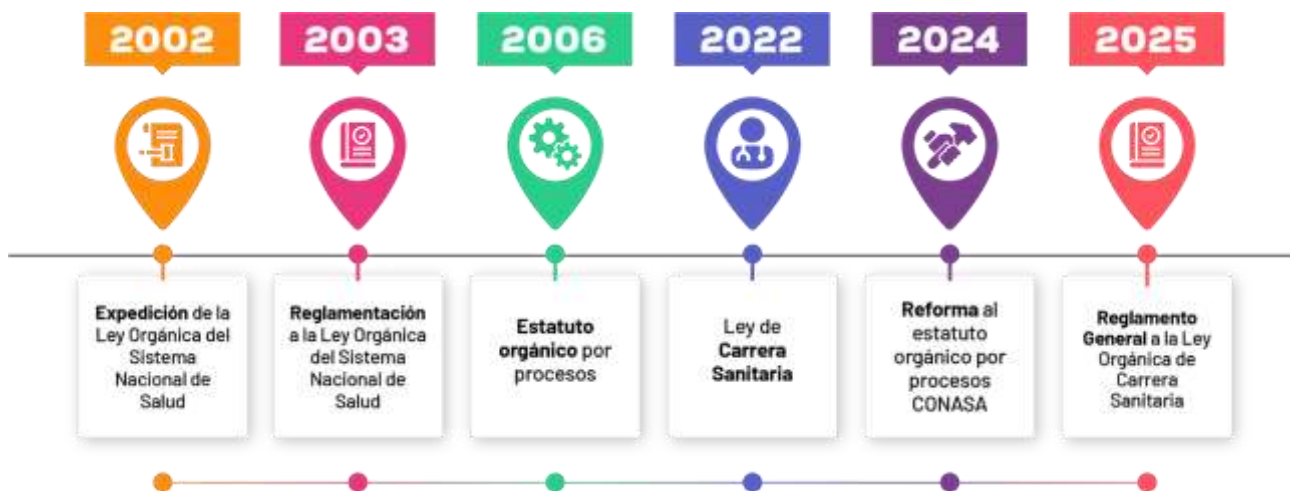 2002
Expedición de la
Ley Orgánica del
Sistema
Nacional de
Salud
2003
Reglamentación
a la Ley Orgánica
del Sistema
Nacional de
Salud
2006
Estatuto
orgánico por
procesos
2022
Ley de
Carrera
Sanitaria
2024
Reforma al
estatuto
orgánico por
procesos
CONASA
2025
Reglamento
General a la Ley
Orgánica de
Carrera
Sanitaria